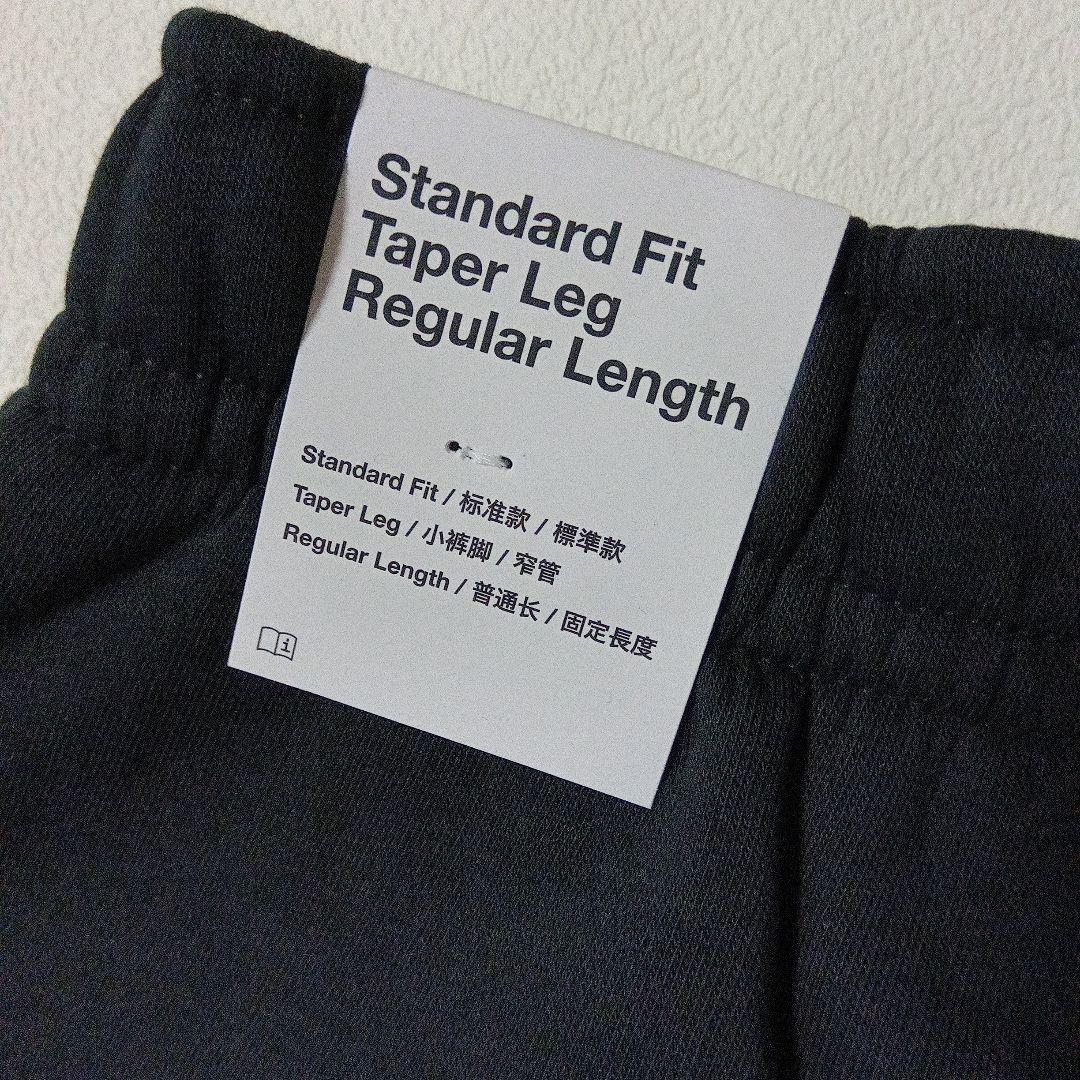 Standard Fit
Taper Leg
Regular Length
Standard Fit / 标准款 / 標準款
Taper Leg / 小裤脚 / 窄管
Regular Length / 普通长 / 固定長度
i